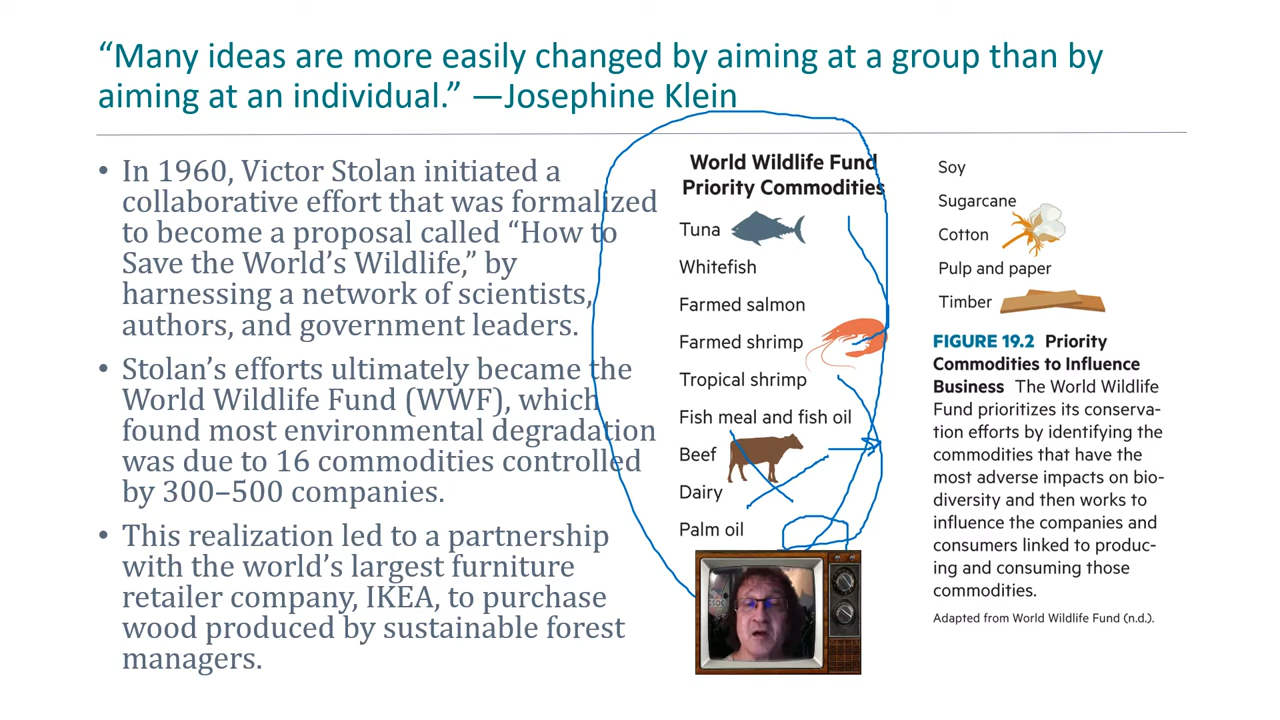 “Many ideas are more easily changed by aiming at a group than by
aiming at an individual.” —Josephine Klein
• In 1960, Victor Stolan initiated a
collaborative effort that was formalized
to become a proposal called “How to
Save the World’s Wildlife,” by
harnessing a network of scientists,
authors, and government leaders.
• Stolan’s efforts ultimately became the
World Wildlife Fund (WWF), which
found most environmental degradation
was due to 16 commodities controlled
by 300–500 companies.
• This realization led to a partnership
with the world’s largest furniture
retailer company, IKEA, to purchase
wood produced by sustainable forest
managers.
World Wildlife Fund
Priority Commodities
Tuna
Whitefish
Farmed salmon
Farmed shrimp
Tropical shrimp
Fish meal and fish oil
Beef
Dairy
Palm oil
Soy
Sugarcane
Cotton
Pulp and paper
Timber
FIGURE 19.2 Priority
Commodities to Influence
Business The World Wildlife
Fund prioritizes its conserva-
tion efforts by identifying the
commodities that have the
most adverse impacts on bio-
diversity and then works to
influence the companies and
consumers linked to produc-
ing and consuming those
commodities.
Adapted from World Wildlife Fund (n.d.).